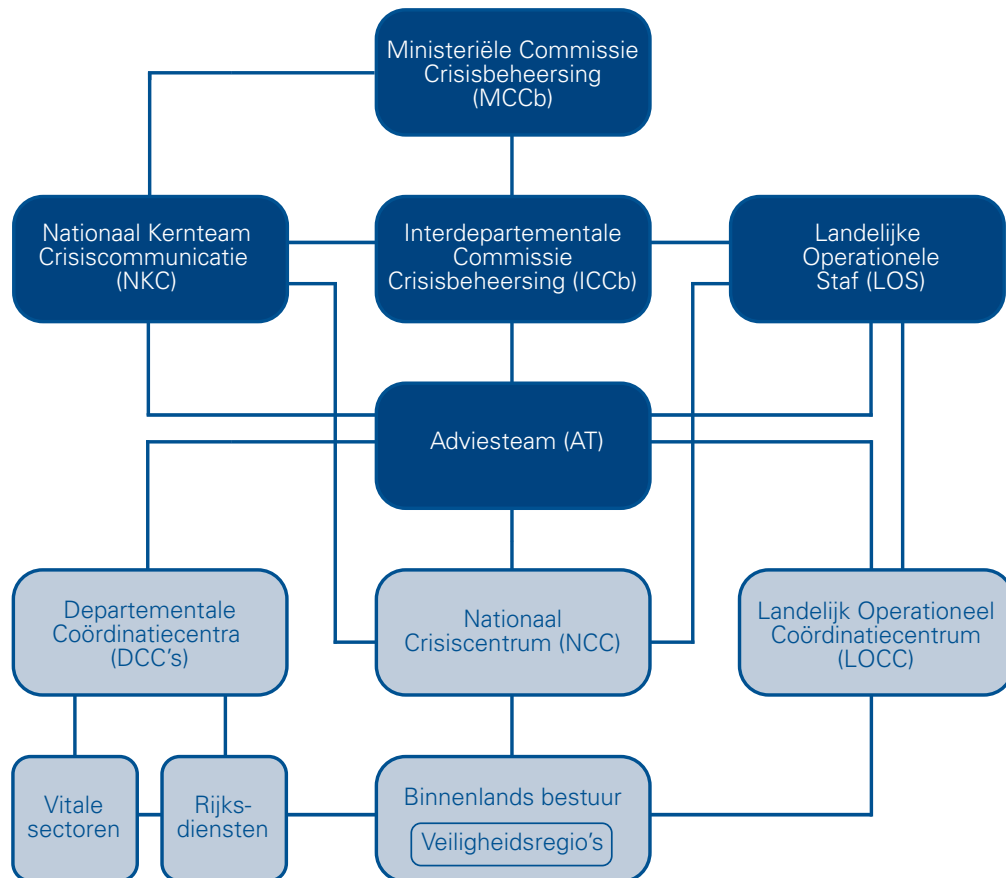 Ministeriële Commissie
Crisisbeheersing
(MCCb)
Nationaal Kernteam
Crisiscommunicatie
(NKC)
Interdepartementale
Commissie
Crisisbeheersing (ICCb)
Landelijke
Operationele
Staf (LOS)
Adviesteam (AT)
Departementale
Coördinatiecentra
(DCC's)
Nationaal
Crisiscentrum (NCC)
Landelijk Operationeel
Coördinatiecentrum
(LOCC)
Vitale
sectoren
Rijks-
diensten
Binnenlands bestuur
Veiligheidsregio's